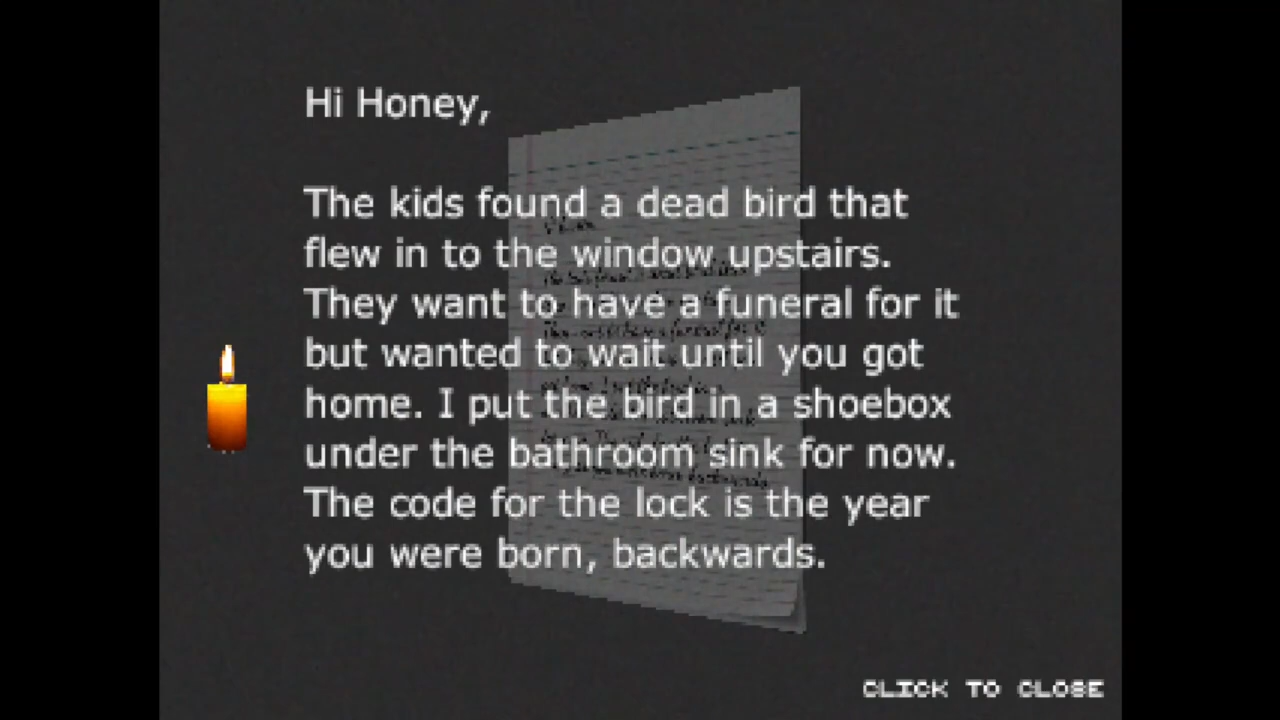 Hi Honey,
The kids found a dead bird that
flew in to the window upstairs.
They want to have a funeral for it
but wanted to wait until you got
home. I put the bird in a shoebox
under the bathroom sink for now.
The code for the lock is the year
you were born, backwards.
CLICK TO CLOSE